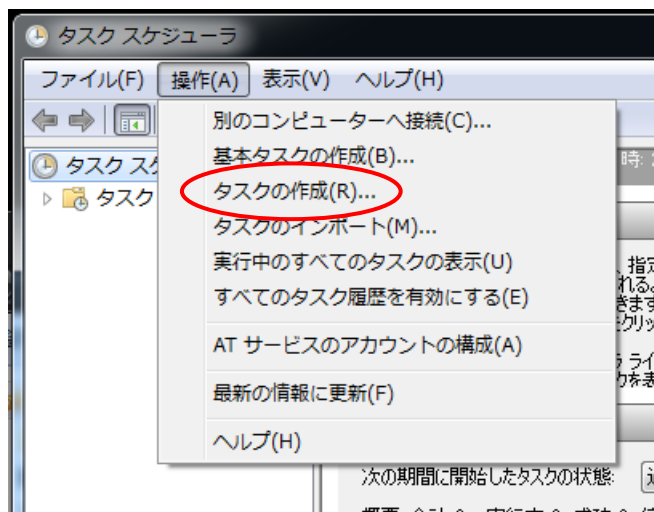 タスク スケジューラ
ファイル(F) 操作(A) 表示(V) ヘルプ(H)
別のコンピューターへ接続(C)...
基本タスクの作成(B)...
タスクの作成(R)...
タスクのインポート(M)...
実行中のすべてのタスクの表示(U)
すべてのタスク履歴を有効にする(E)
AT サービスのアカウントの構成(A)
最新の情報に更新(F)
ヘルプ(H)
タスク スケ
タスク
時:
次の期間に開始したタスクの状態: